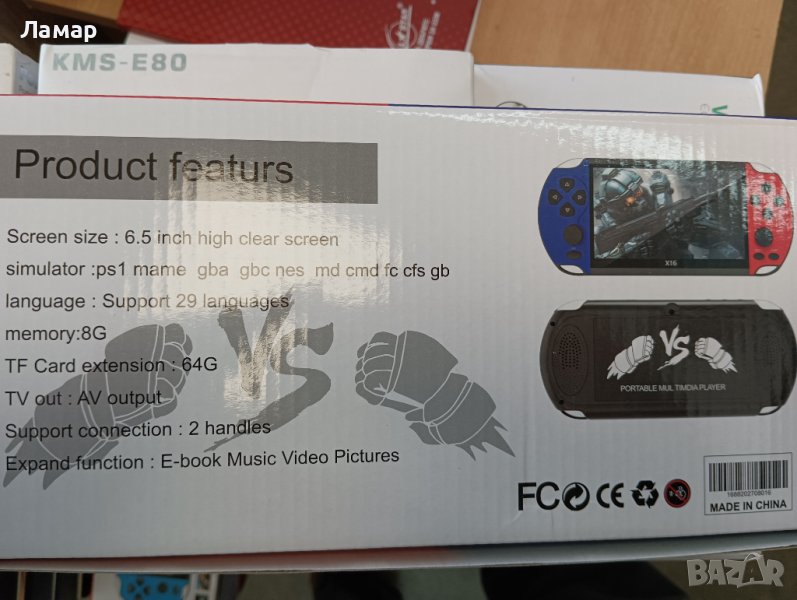 Ламар
KMS-E80
Product featurs
Screen size : 6.5 inch high clear screen
simulator :ps1 mame gba gbc nes md cmd fc cfs gb
language : Support 29 languages
memory:8G
TF Card extension : 64G
TV out : AV output
Support connection : 2 handles
Expand function : E-book Music Video Pictures
VS
X16
VS
PORTABLE MUL TIMDIA PLAYER
FC CE
1688202708016
MADE IN CHINA
BAZAR